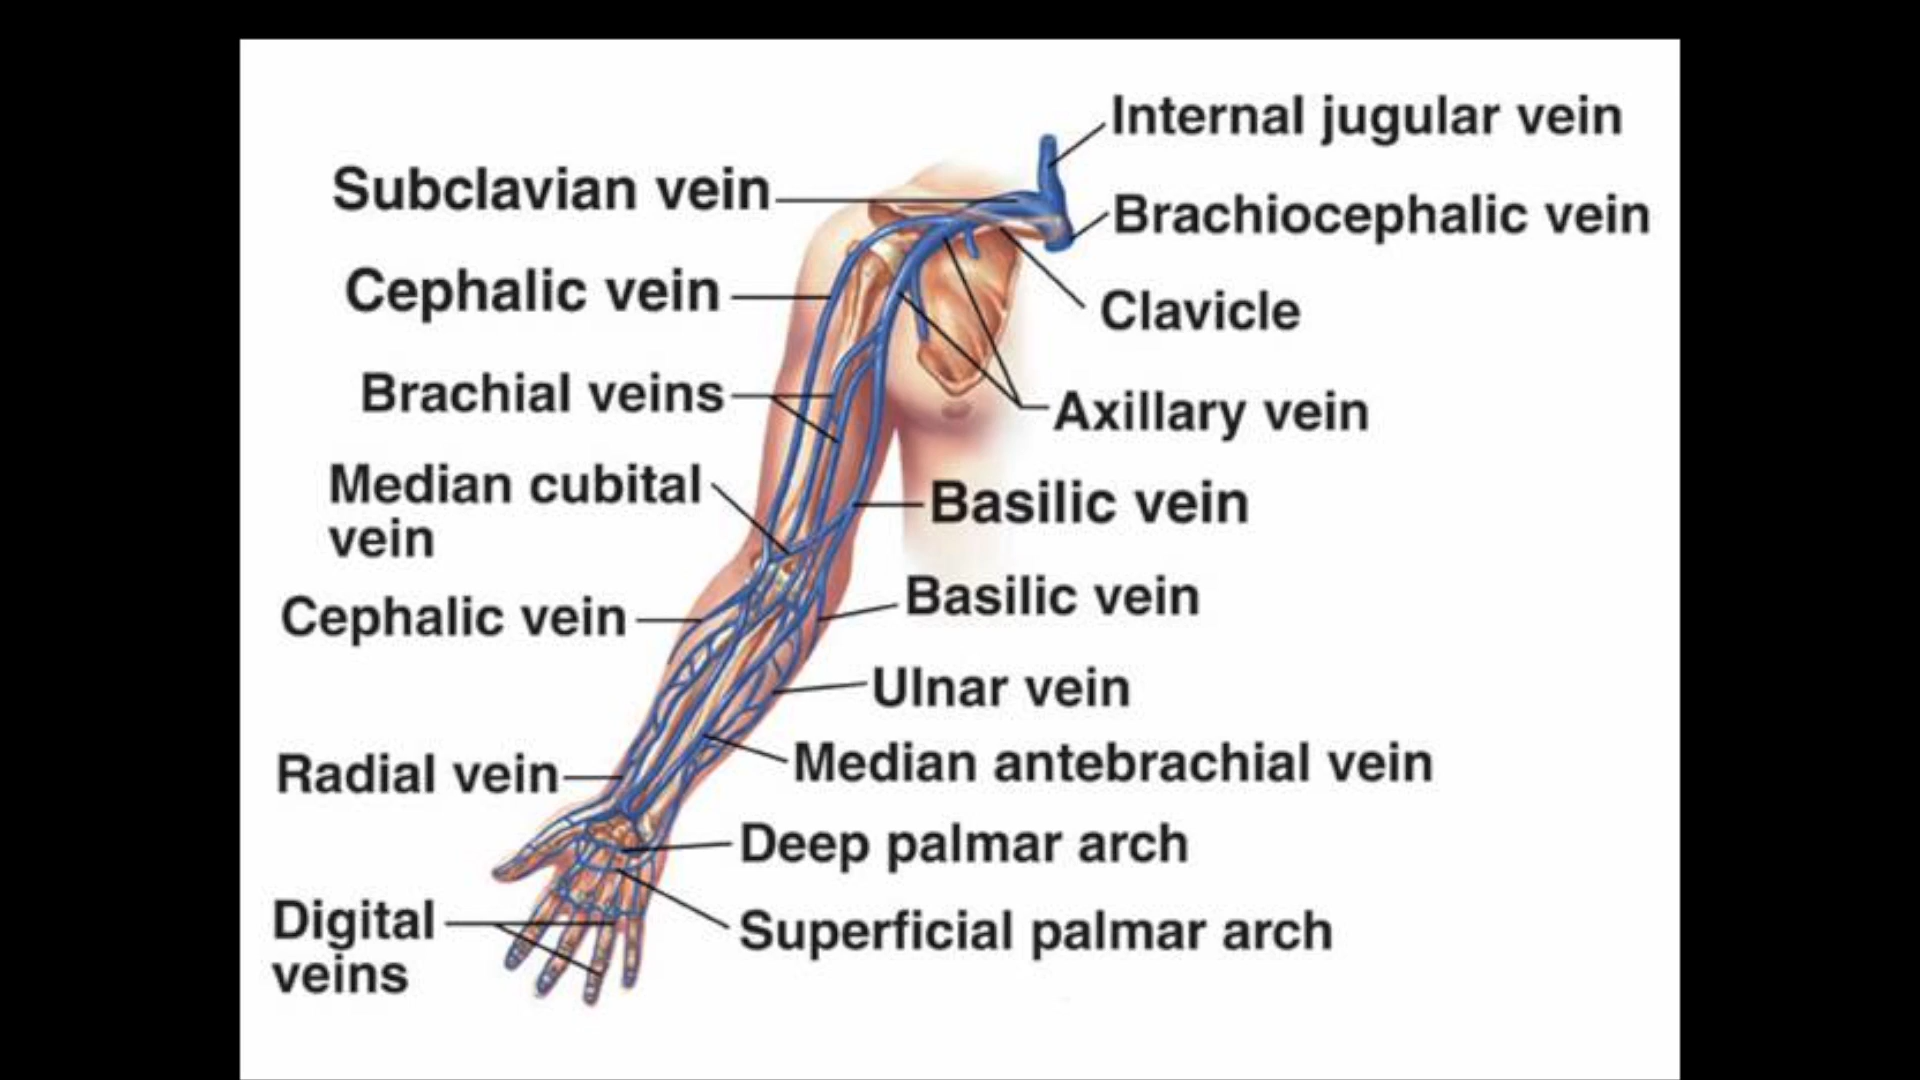 Internal jugular vein
Subclavian vein
Brachiocephalic vein
Cephalic vein
Clavicle
Brachial veins
Axillary vein
Median cubital
vein
Basilic vein
Cephalic vein
Basilic vein
Ulnar vein
Radial vein
Median antebrachial vein
Deep palmar arch
Digital
veins
Superficial palmar arch